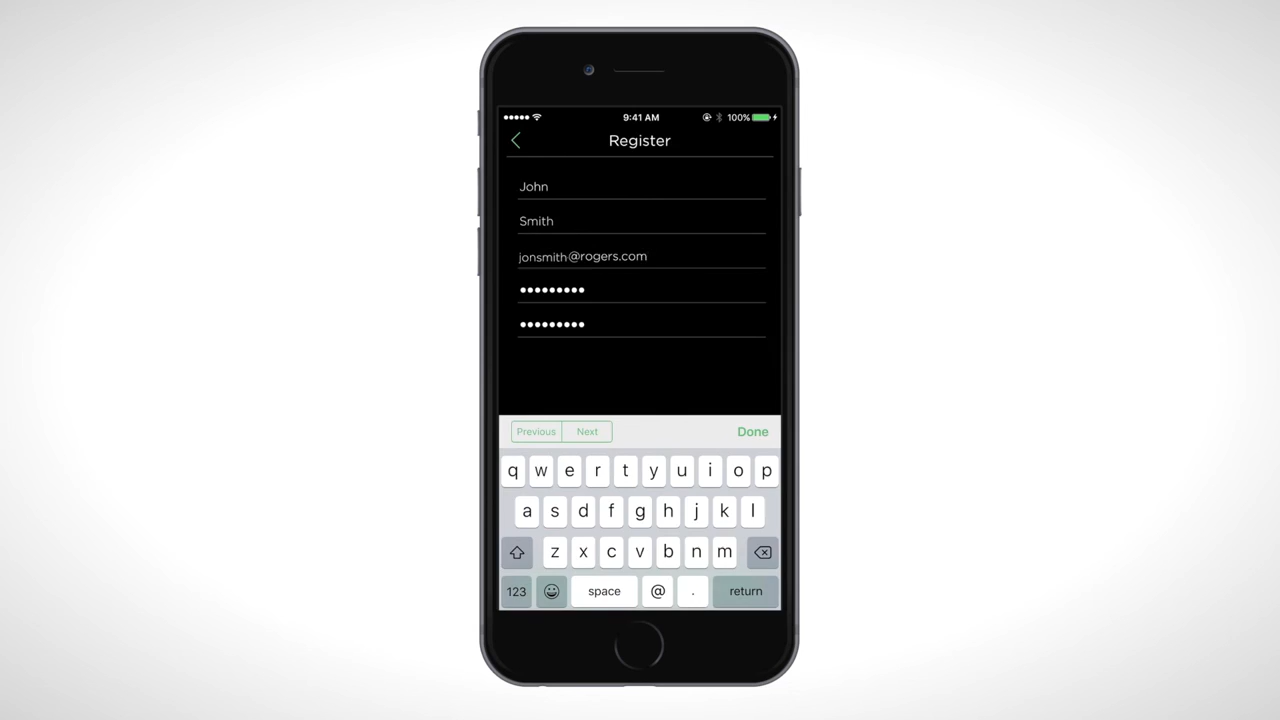 9:41 AM 100%
Register
John
Smith
jonsmith@rogers.com
•••••••••
•••••••••
Previous Next Done
q w e r t y u i o p
a s d f g h j k l
z x c v b n m
123 space @ . return